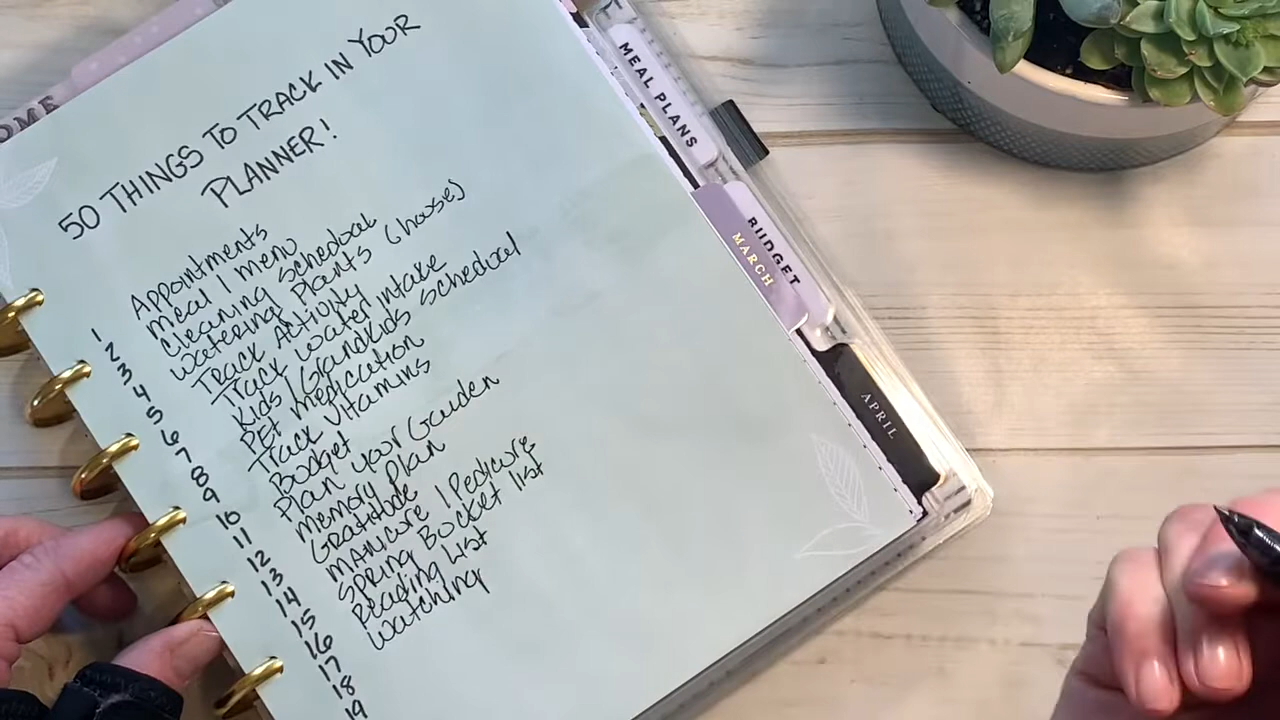 OME
50 THINGS TO TRACK IN YOUR
PLANNER!
1 Appointments
2 Meal / menu
3 Cleaning Schedual
4 Watering Plants (house)
5 Track Activity
6 Track Water intake
7 Kids / GrandKids Schedual
8 PET Medication
9 Track Vitamins
10 Budget
11 Plan your Garden
12 Memory Plan
13 Gratitude
14 MANicure / Pedicure
15 SPRING Bucket list
16 Reading List
17 Watching
18
19
MEAL PLANS
BUDGET
MARCH
APRIL